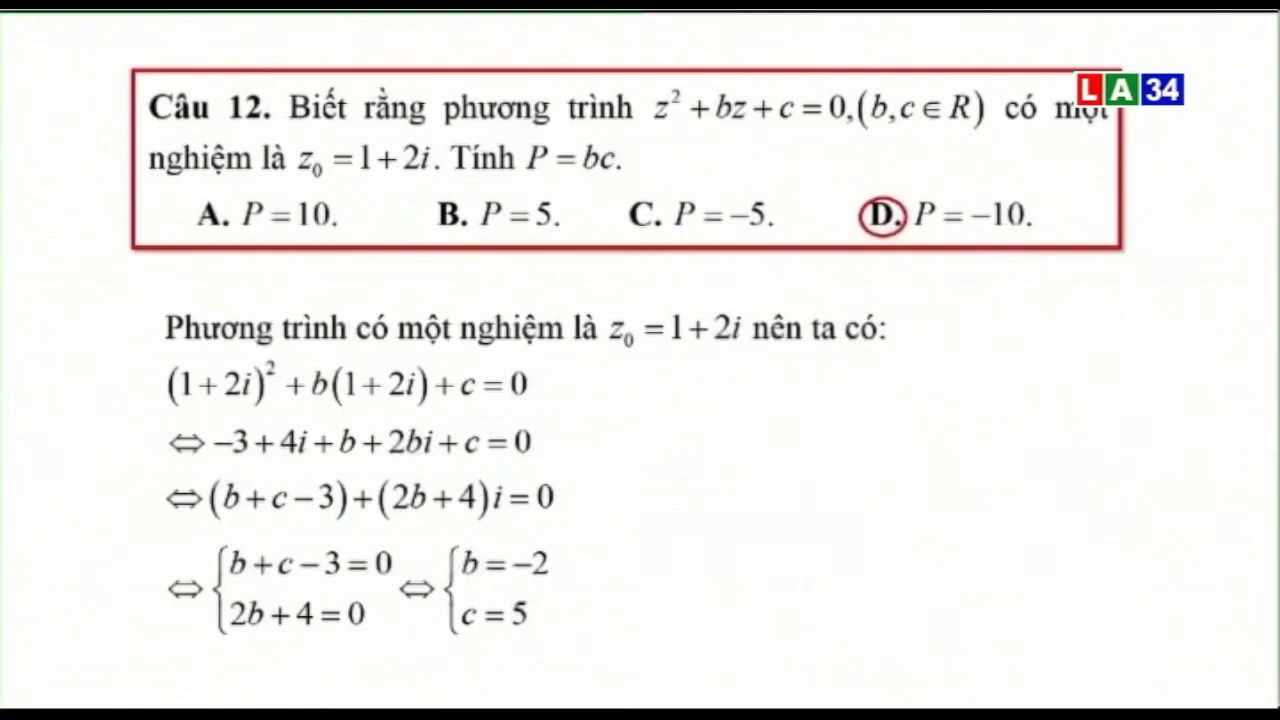 LA34
Câu 12. Biết rằng phương trình z² + bz + c = 0, (b, c ∈ R) có một
nghiệm là z₀ = 1 + 2i. Tính P = bc.
A. P = 10. B. P = 5. C. P = −5. D. P = −10.
Phương trình có một nghiệm là z₀ = 1 + 2i nên ta có:
(1 + 2i)² + b(1 + 2i) + c = 0
⇔ −3 + 4i + b + 2bi + c = 0
⇔ (b + c − 3) + (2b + 4)i = 0
⇔ { b + c − 3 = 0 ⇔ { b = −2
2b + 4 = 0 c = 5